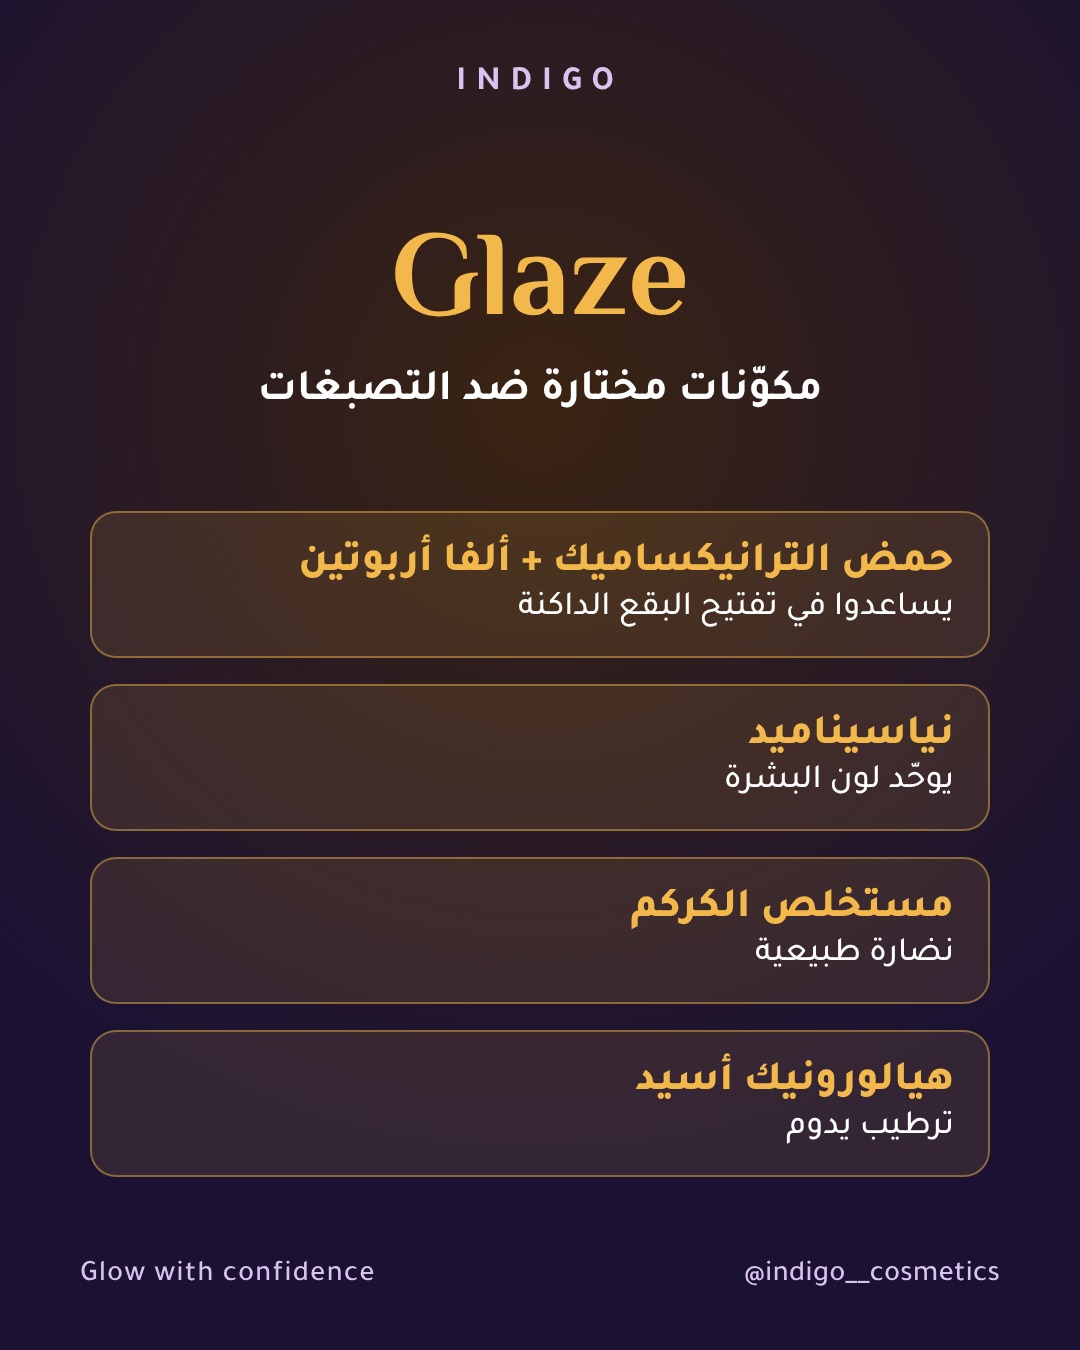 INDIGO
Glaze
مكوّنات مختارة ضد التصبغات
حمض الترانيكساميك + ألفا أربوتين
يساعدوا في تفتيح البقع الداكنة
نياسيناميد
يوحّد لون البشرة
مستخلص الكركم
نضارة طبيعية
هيالورونيك أسيد
ترطيب يدوم
Glow with confidence
@indigo__cosmetics